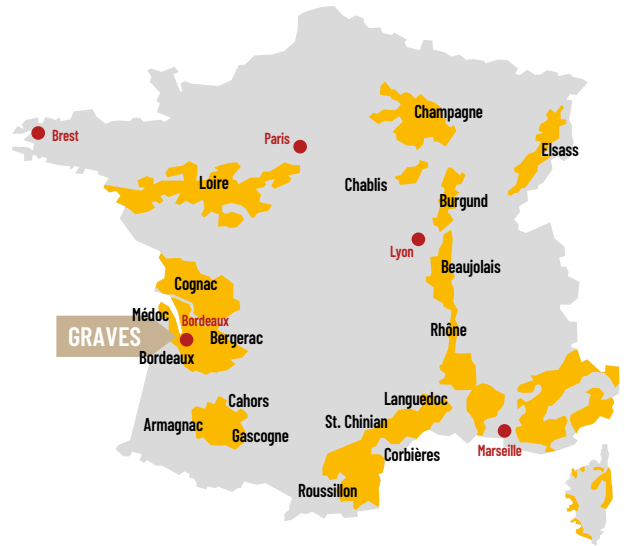 Champagne
Brest
Paris
Elsass
Loire
Chablis
Burgund
Lyon
Beaujolais
Cognac
Médoc
Bordeaux
GRAVES
Rhône
Bergerac
Bordeaux
Languedoc
Cahors
St. Chinian
Armagnac
Gascogne
Corbières
Marseille
Roussillon